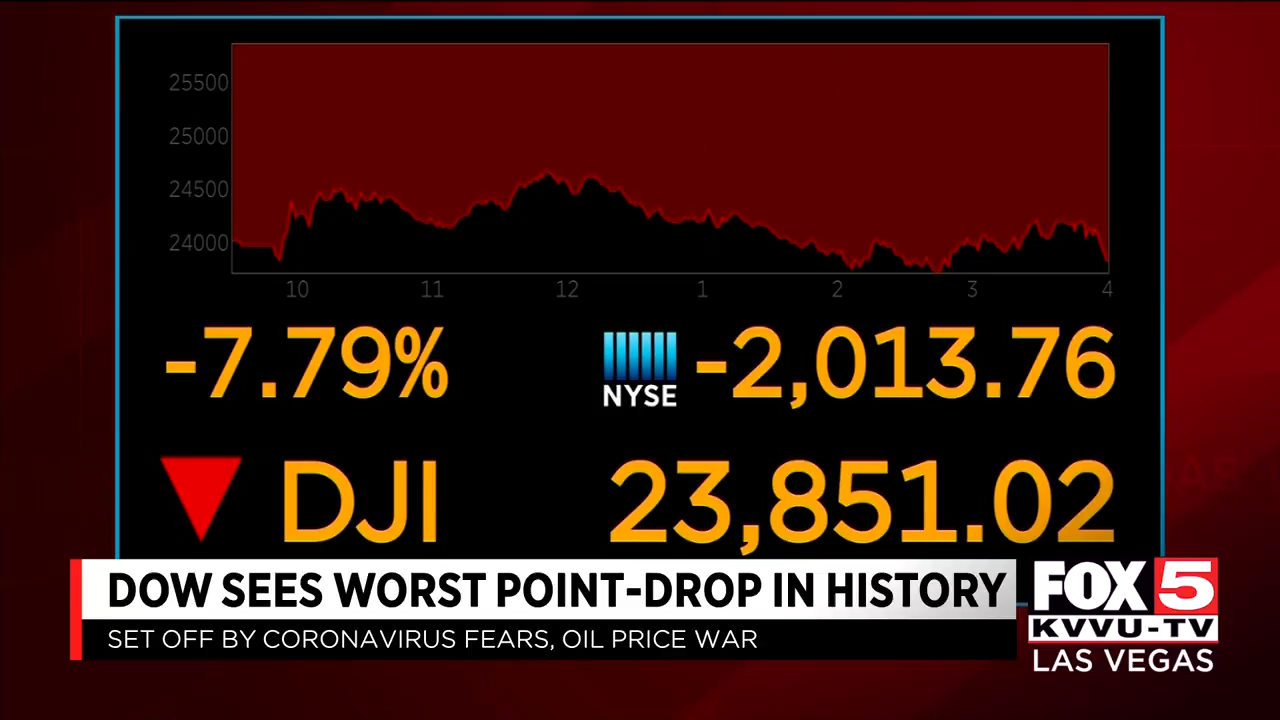 25500
25000
24500
24000
10 11 12 1 2 3 4
-7.79% NYSE -2,013.76
DJI 23,851.02
DOW SEES WORST POINT-DROP IN HISTORY
SET OFF BY CORONAVIRUS FEARS, OIL PRICE WAR
FOX 5
KVVU-TV
LAS VEGAS